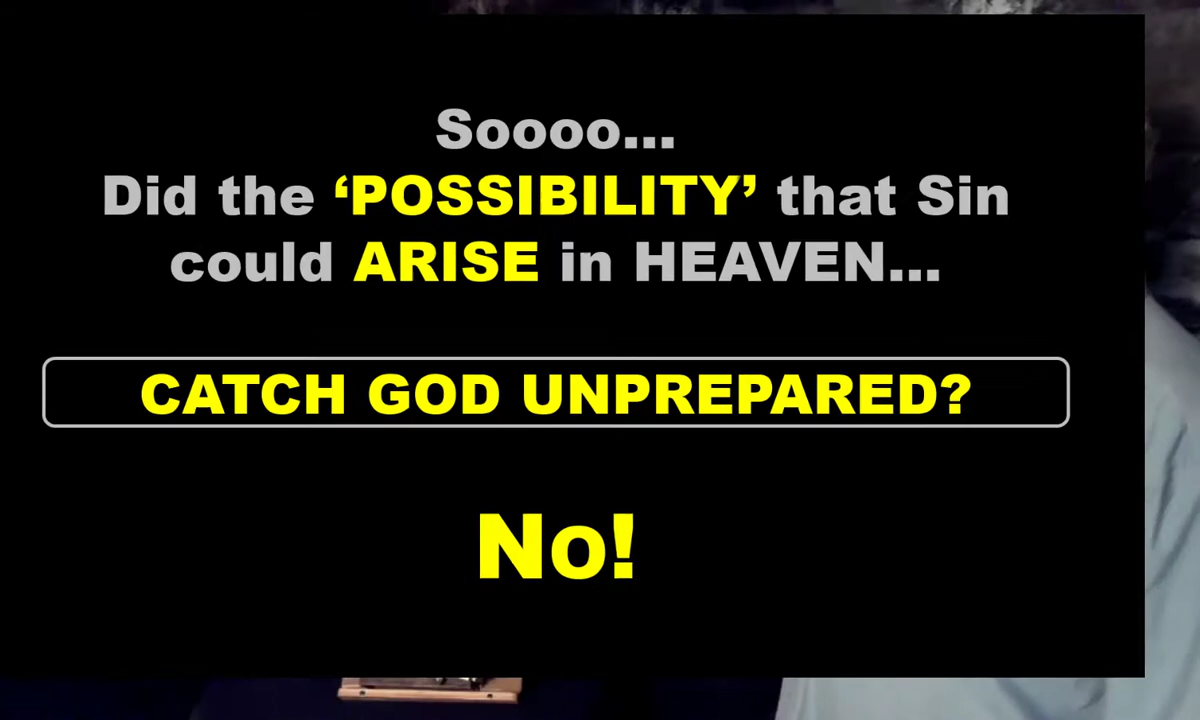 Soooo...
Did the ‘POSSIBILITY’ that Sin
could ARISE in HEAVEN...
CATCH GOD UNPREPARED?
No!